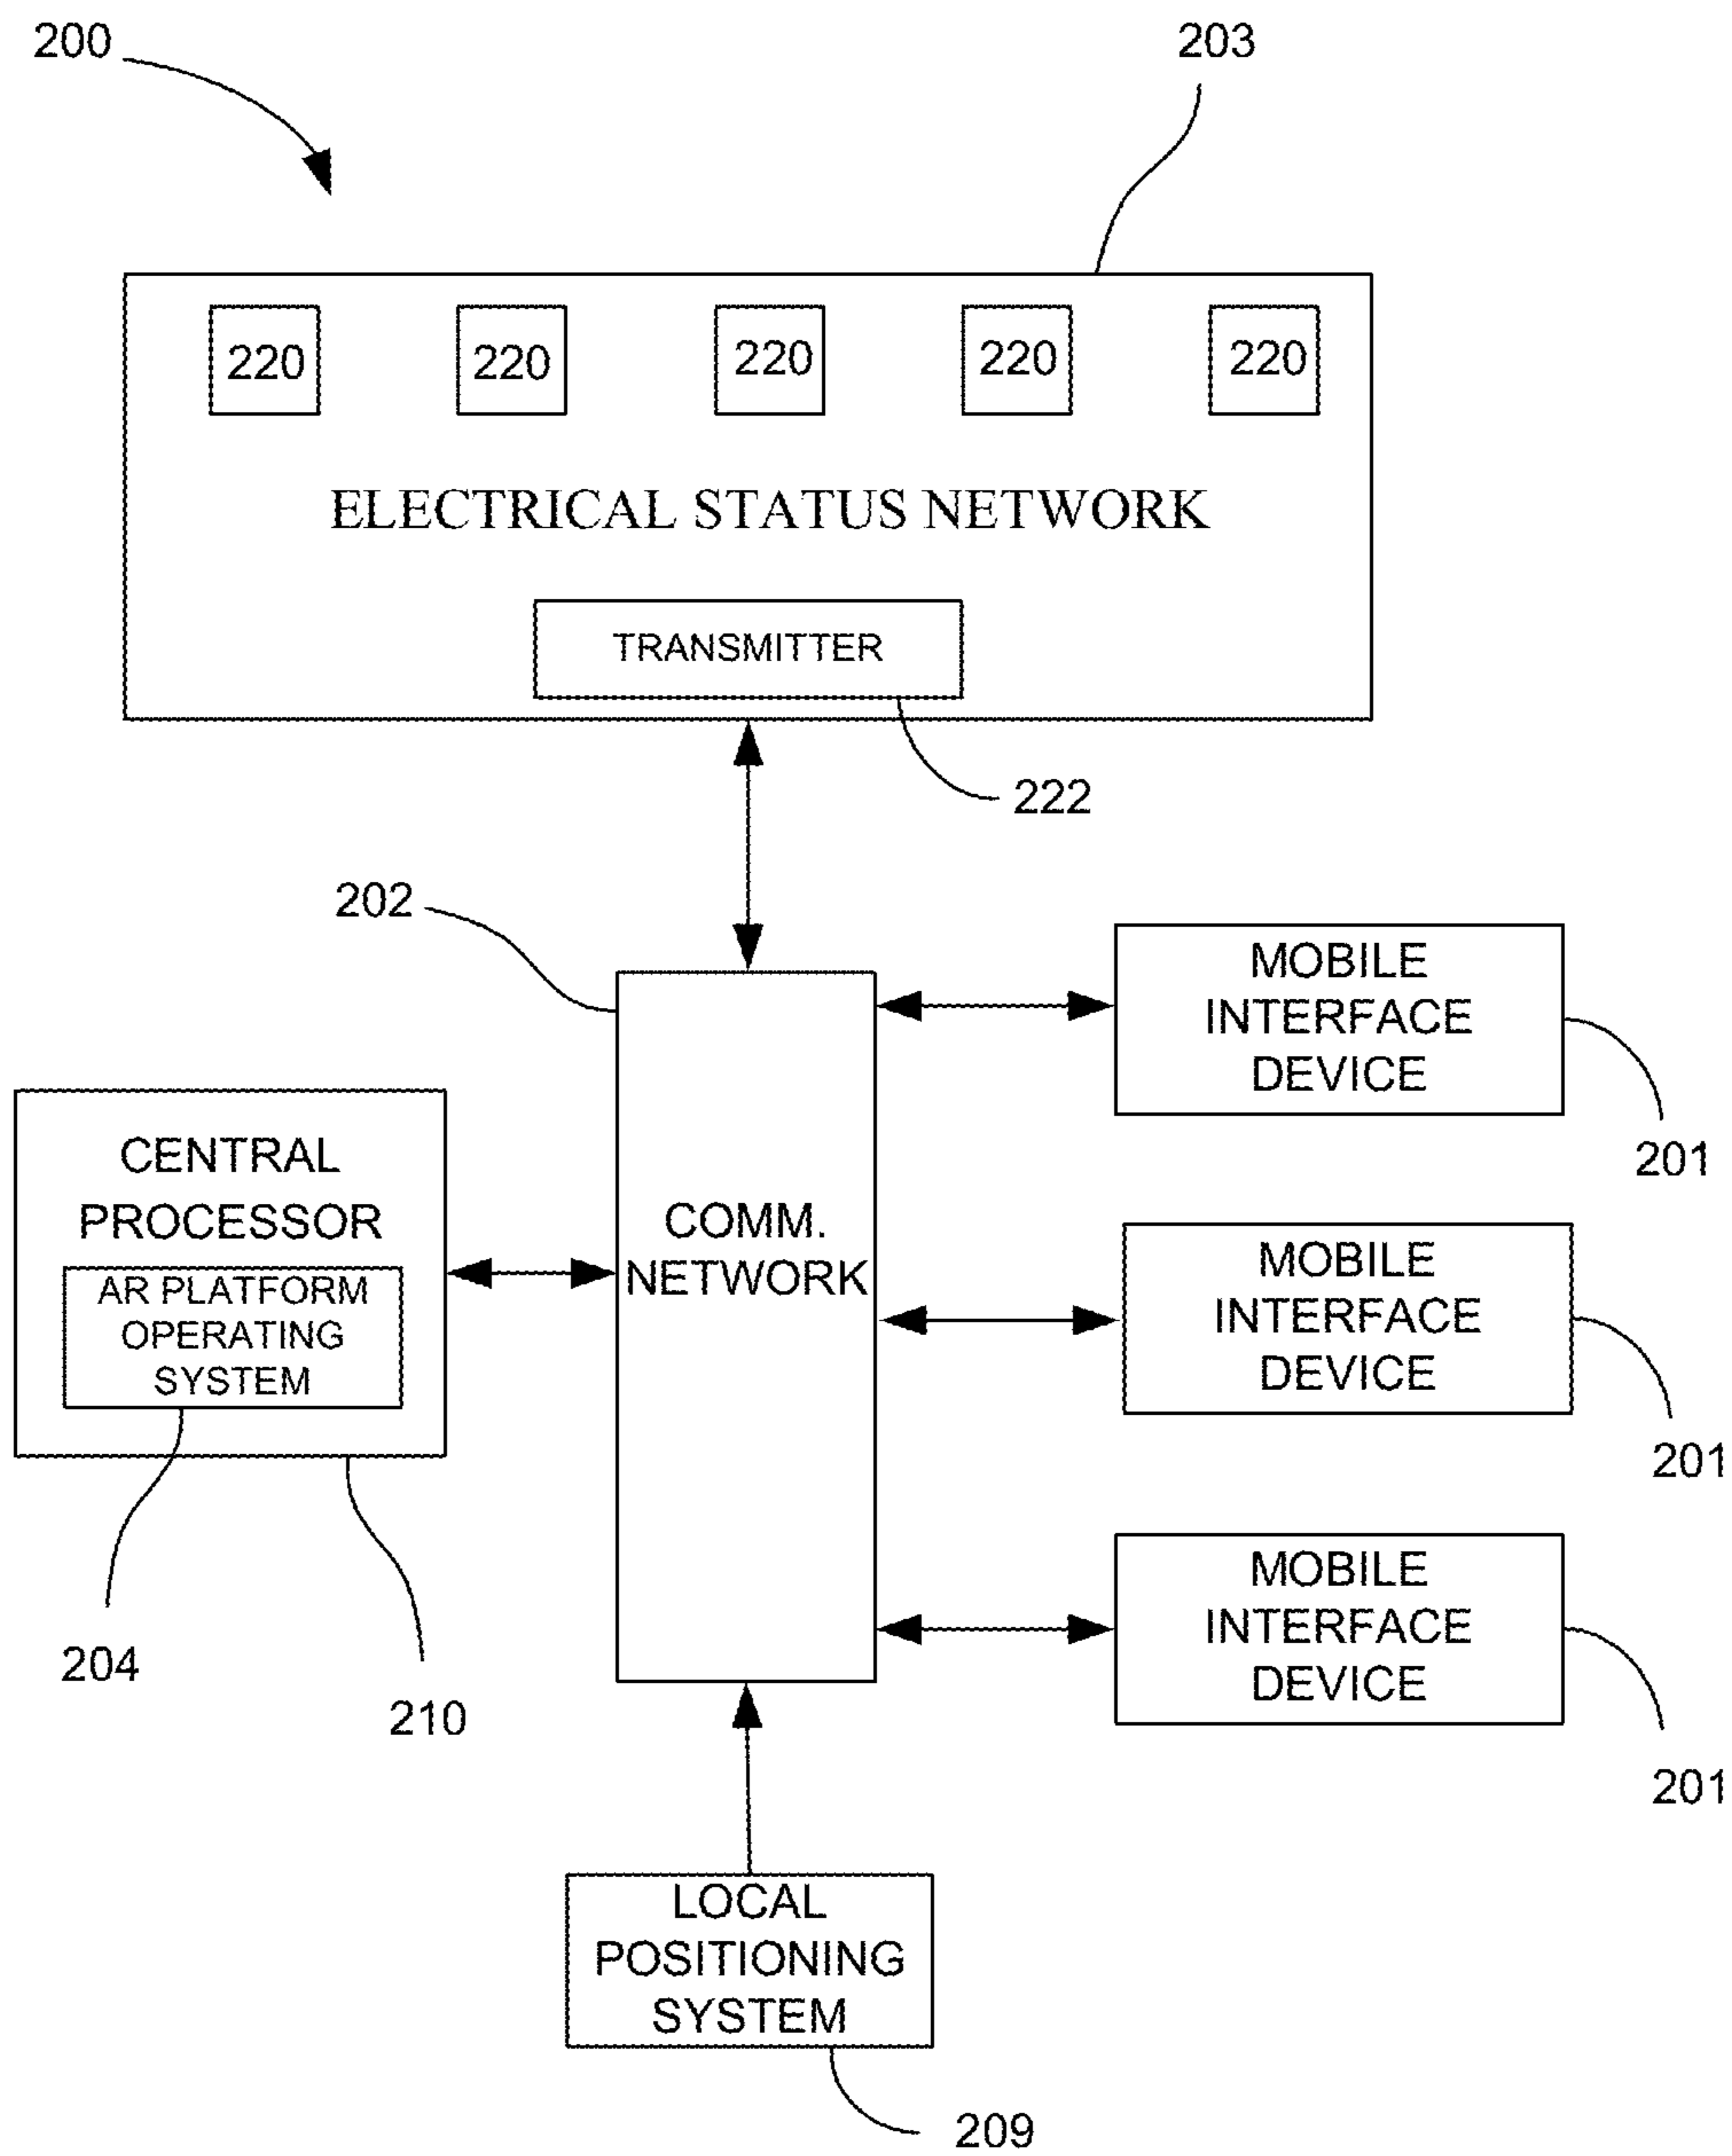 200
203
220 220 220 220 220
ELECTRICAL STATUS NETWORK
TRANSMITTER
222
202
MOBILE
INTERFACE
DEVICE
201
CENTRAL
PROCESSOR
AR PLATFORM
OPERATING
SYSTEM
COMM.
NETWORK
MOBILE
INTERFACE
DEVICE
201
204
210
MOBILE
INTERFACE
DEVICE
201
LOCAL
POSITIONING
SYSTEM
209